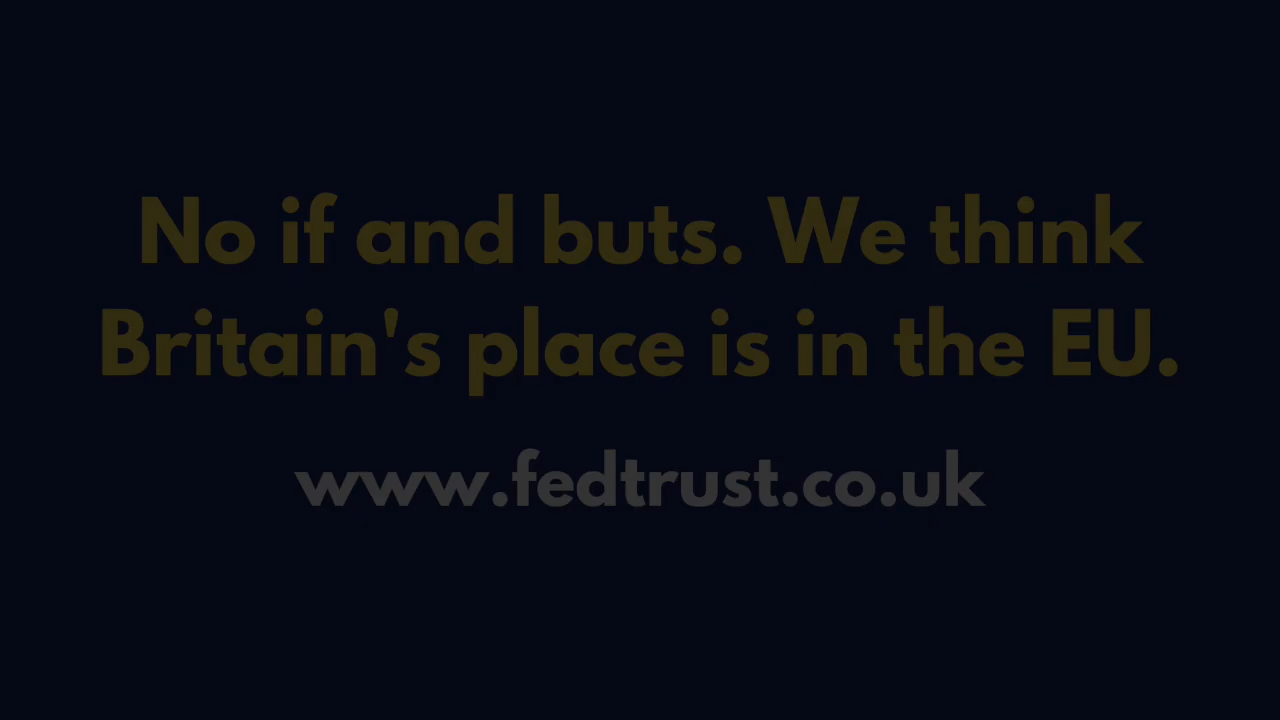 No if and buts. We think
Britain's place is in the EU.
www.fedtrust.co.uk